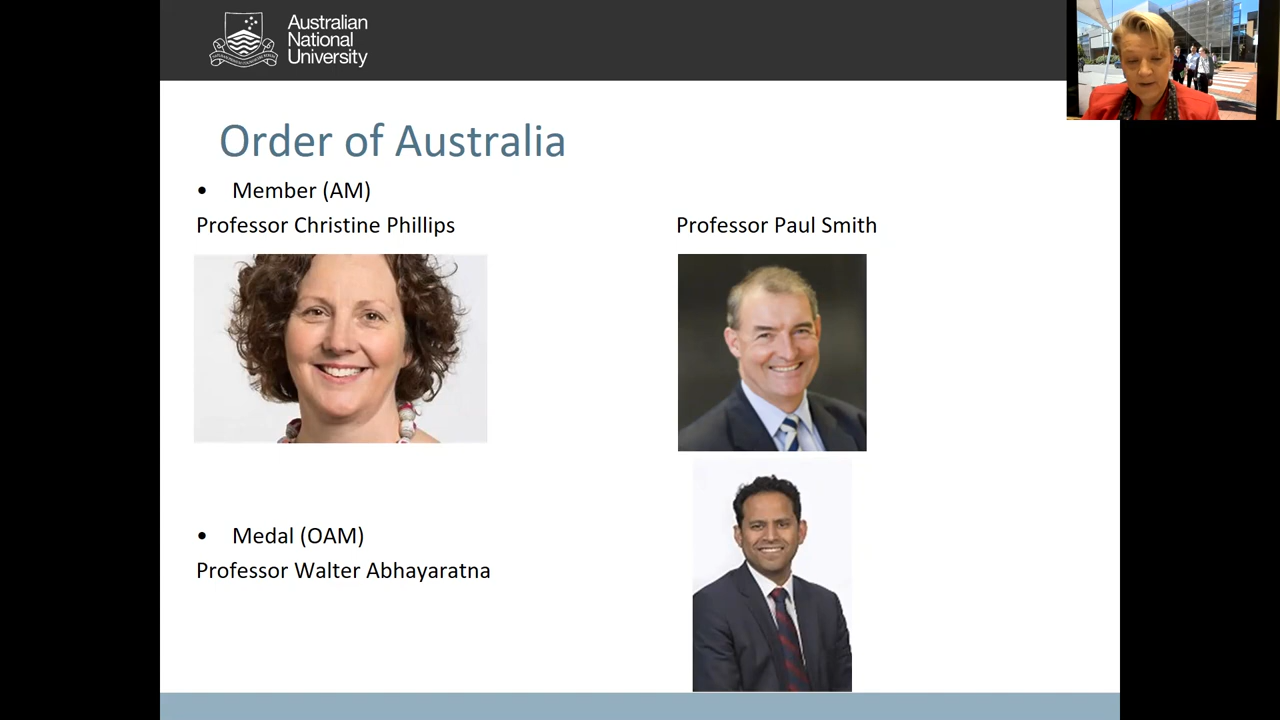 Australian
National
University
Order of Australia
• Member (AM)
Professor Christine Phillips
Professor Paul Smith
• Medal (OAM)
Professor Walter Abhayaratna